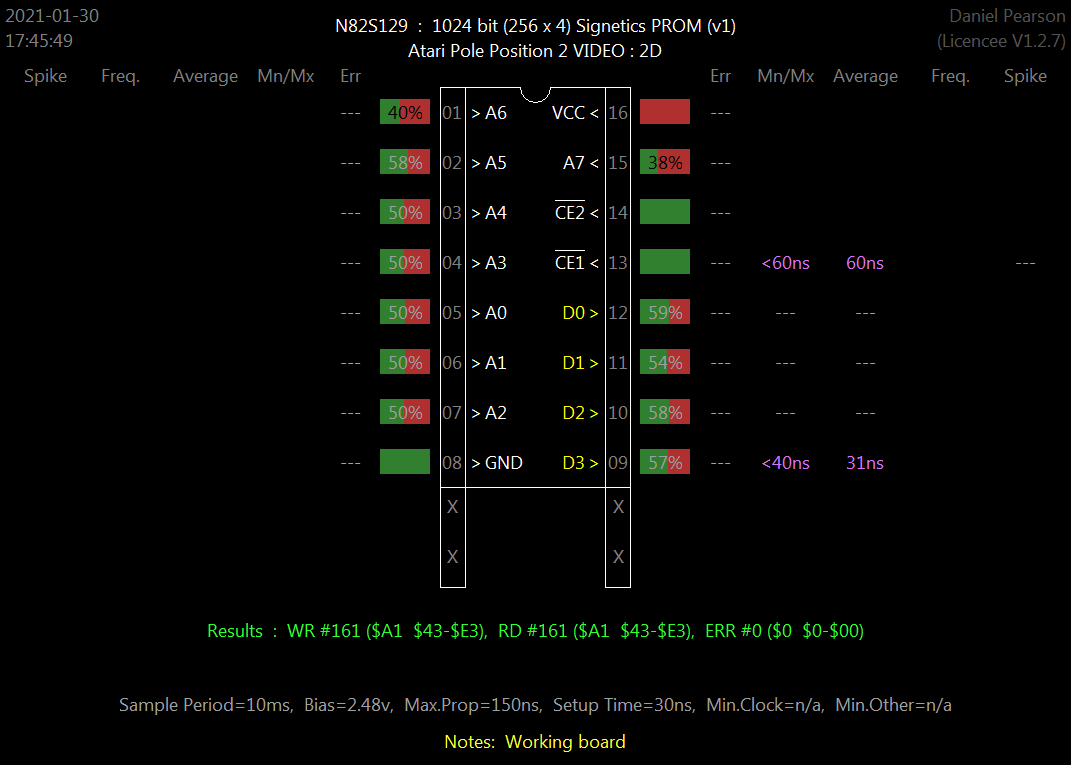 2021-01-30
17:45:49
N82S129 : 1024 bit (256 x 4) Signetics PROM (v1)
Atari Pole Position 2 VIDEO : 2D
Daniel Pearson
(Licencee V1.2.7)
Spike Freq. Average Mn/Mx Err Err Mn/Mx Average Freq. Spike
--- 40% 01 > A6 VCC < 16 ---
--- 58% 02 > A5 A7 < 15 38% ---
--- 50% 03 > A4 CE2 < 14 ---
--- 50% 04 > A3 CE1 < 13 --- <60ns 60ns ---
--- 50% 05 > A0 D0 > 12 59% --- --- ---
--- 50% 06 > A1 D1 > 11 54% --- --- ---
--- 50% 07 > A2 D2 > 10 58% --- --- ---
--- 08 > GND D3 > 09 57% --- <40ns 31ns
X X
X X
Results : WR #161 ($A1 $43-$E3), RD #161 ($A1 $43-$E3), ERR #0 ($0 $0-$00)
Sample Period=10ms, Bias=2.48v, Max.Prop=150ns, Setup Time=30ns, Min.Clock=n/a, Min.Other=n/a
Notes: Working board